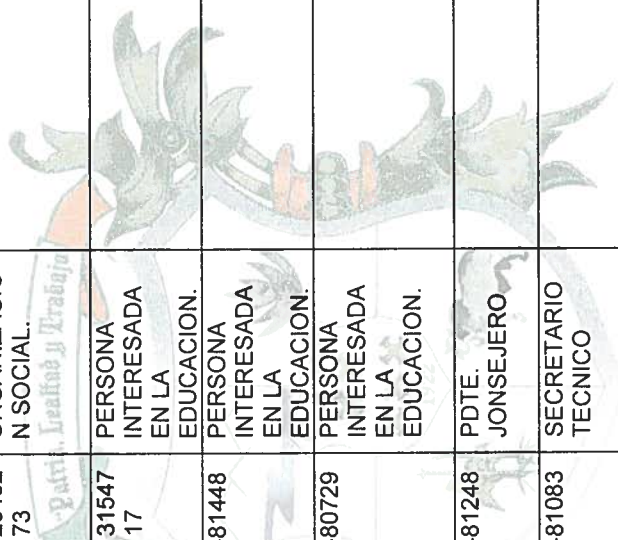 N SOCIAL.
73
PERSONA
31547
INTERESADA
17
EN LA
EDUCACION.
PERSONA
81448
INTERESADA
EN LA
EDUCACION.
PERSONA
80729
INTERESADA
EN LA
EDUCACION.
PDTE.
81248
JONSEJERO
SECRETARIO
81083
TECNICO
Patria, Lealtad y Trabajo